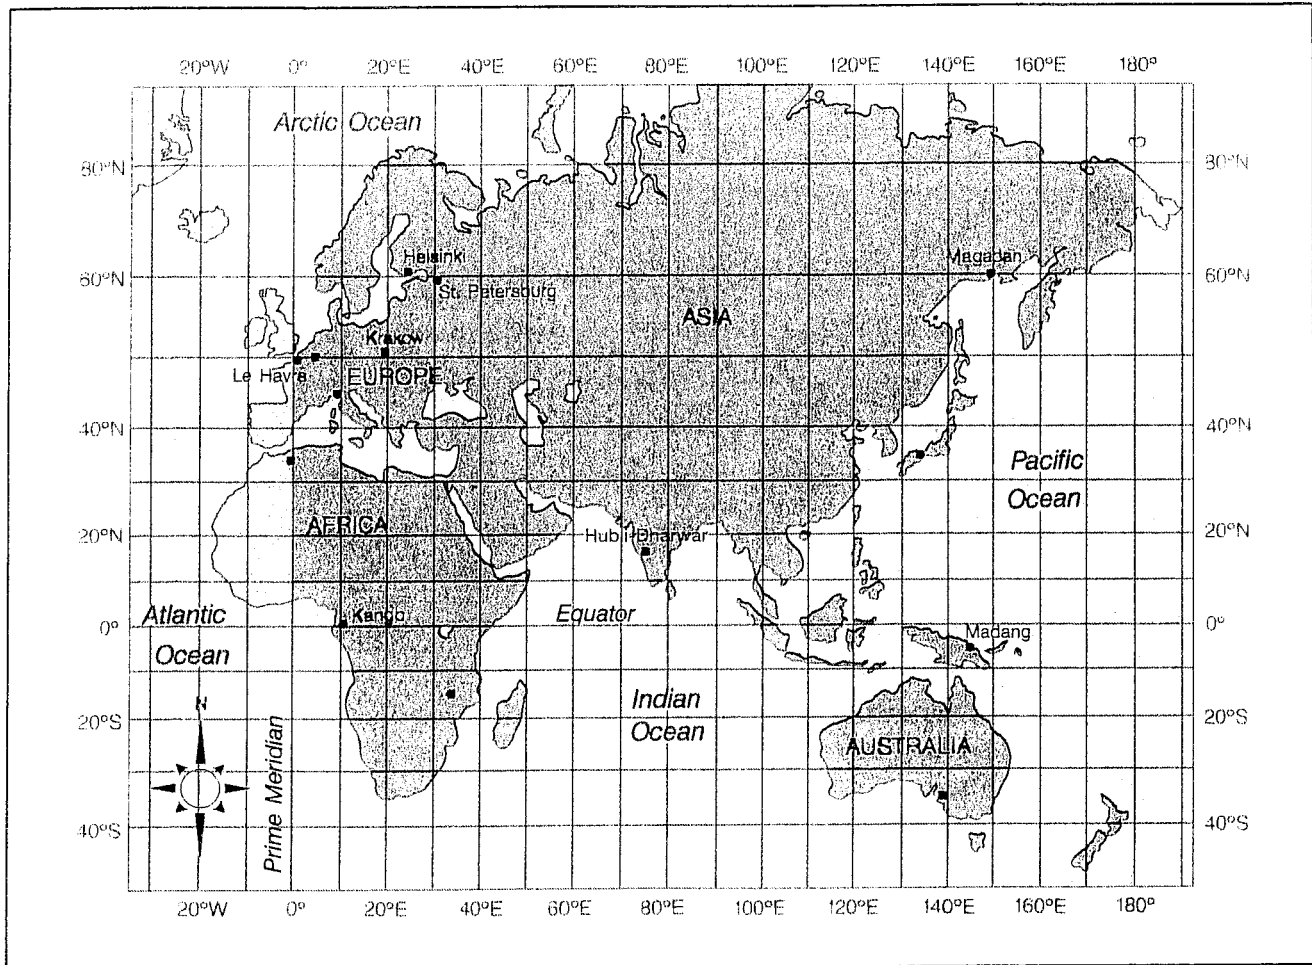 20°W 0° 20°E 40°E 60°E 80°E 100°E 120°E 140°E 160°E 180°
Arctic Ocean
80°N 80°N
Helsinki Magadan
60°N 60°N
St. Petersburg
ASIA
Krakow
Le Havre EUROPE
40°N 40°N
Pacific
Ocean
AFRICA
20°N Hubli-Dharwar 20°N
Atlantic Kango Equator
0° 0°
Madang
Ocean
Indian
N
Ocean
20°S 20°S
AUSTRALIA
Prime Meridian
40°S 40°S
20°W 0° 20°E 40°E 60°E 80°E 100°E 120°E 140°E 160°E 180°